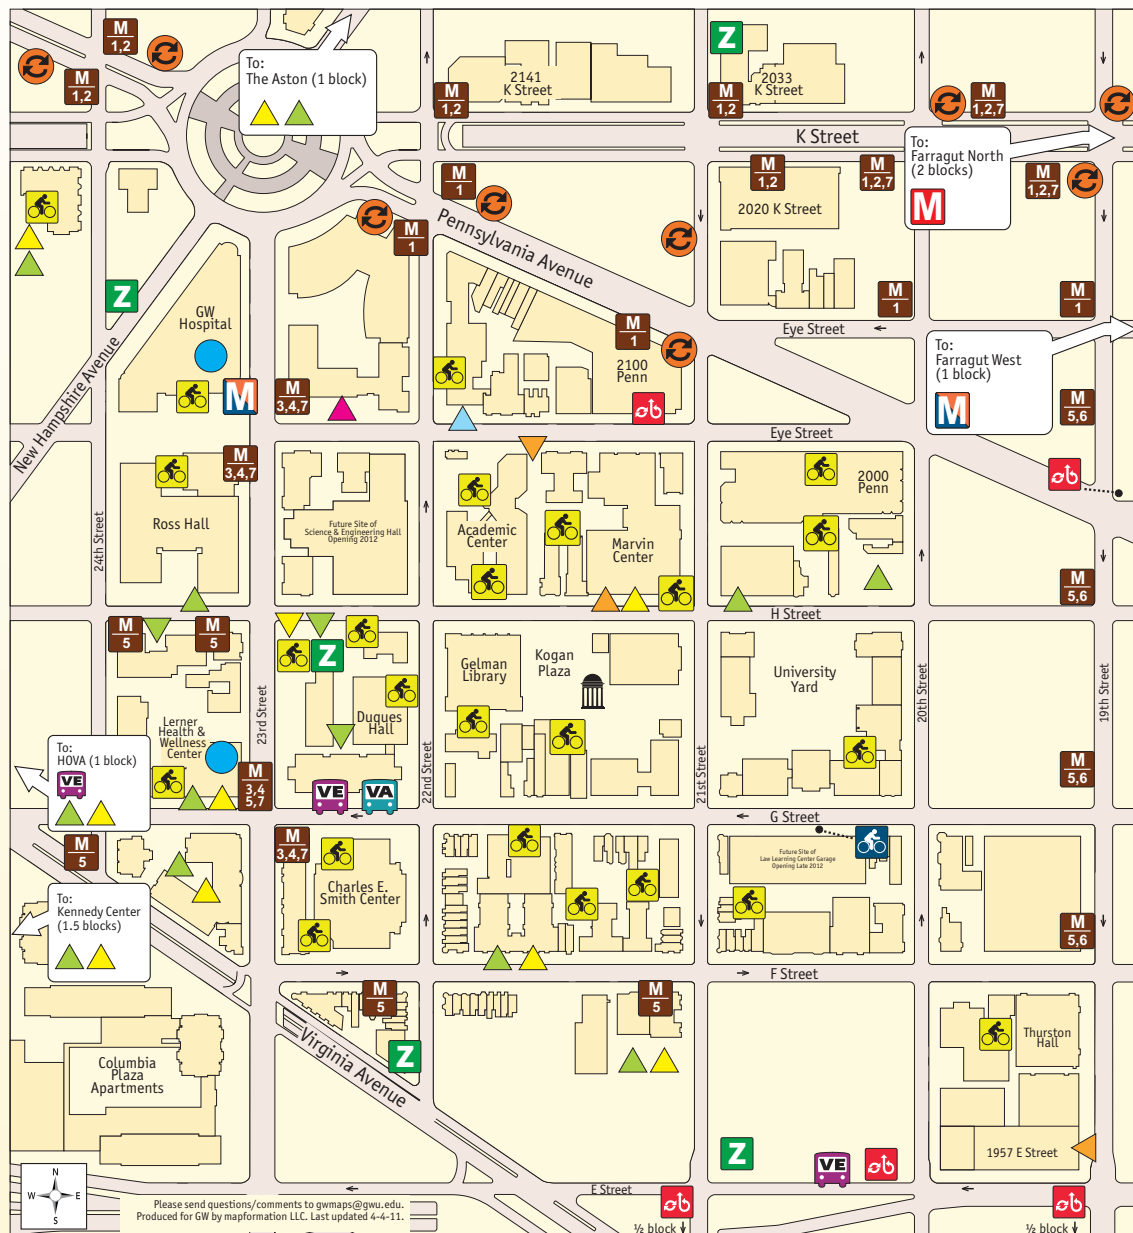 M
1,2
M
1,2
To:
The Aston (1 block)
2141
K Street
M
1,2
Z
2033
K Street
M
1,2
M
1,2,7
K Street
To:
Farragut North
(2 blocks)
M
M
1,2
M
1,2,7
M
1,2,7
2020 K Street
M
1
M
1
Pennsylvania Avenue
Z
GW
Hospital
M
1
M
1
Eye Street
M
1
2100
Penn
To:
Farragut West
(1 block)
M
New Hampshire Avenue
M
M
3,4,7
M
5,6
Eye Street
M
3,4,7
2000
Penn
24th Street
Ross Hall
Future Site of
Science & Engineering Hall
Opening 2012
Academic
Center
Marvin
Center
M
5,6
H Street
M
5
M
5
Z
Gelman
Library
Kogan
Plaza
University
Yard
23rd Street
20th Street
19th Street
Duques
Hall
Lerner
Health &
Wellness
Center
To:
HOVA (1 block)
VE
22nd Street
21st Street
M
3,4
5,7
VE
VA
M
5,6
G Street
M
5
M
3,4,7
Future Site of
Law Learning Center Garage
Opening Late 2012
Charles E.
Smith Center
To:
Kennedy Center
(1.5 blocks)
M
5,6
F Street
M
5
M
5
Virginia Avenue
Z
Thurston
Hall
Columbia
Plaza
Apartments
Z
VE
1957 E Street
N
W E
S
E Street
Please send questions/comments to gwmaps@gwu.edu.
Produced for GW by mapformation LLC. Last updated 4-4-11.
½ block
½ block